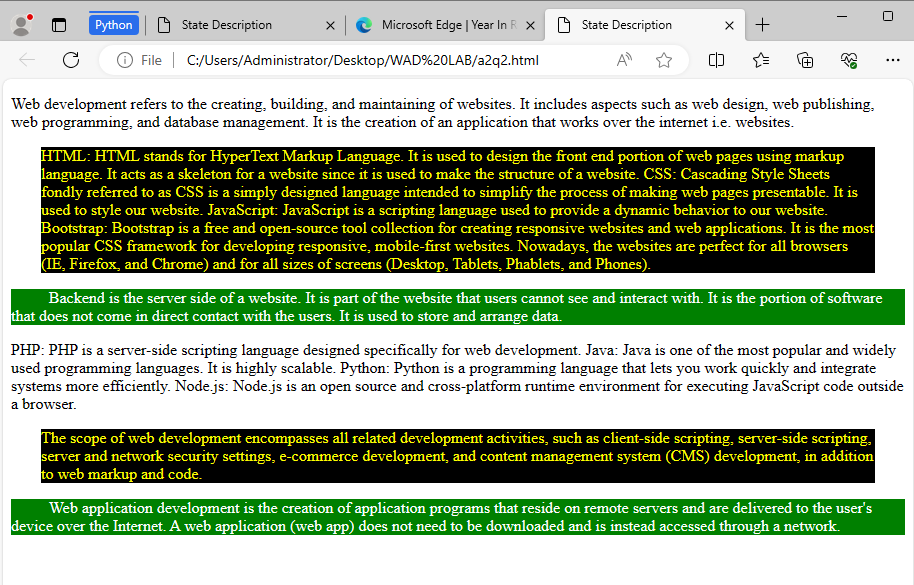 Python
State Description
Microsoft Edge | Year In R
State Description
File
C:/Users/Administrator/Desktop/WAD%20LAB/a2q2.html
Web development refers to the creating, building, and maintaining of websites. It includes aspects such as web design, web publishing,
web programming, and database management. It is the creation of an application that works over the internet i.e. websites.
HTML: HTML stands for HyperText Markup Language. It is used to design the front end portion of web pages using markup
language. It acts as a skeleton for a website since it is used to make the structure of a website. CSS: Cascading Style Sheets
fondly referred to as CSS is a simply designed language intended to simplify the process of making web pages presentable. It is
used to style our website. JavaScript: JavaScript is a scripting language used to provide a dynamic behavior to our website.
Bootstrap: Bootstrap is a free and open-source tool collection for creating responsive websites and web applications. It is the most
popular CSS framework for developing responsive, mobile-first websites. Nowadays, the websites are perfect for all browsers
(IE, Firefox, and Chrome) and for all sizes of screens (Desktop, Tablets, Phablets, and Phones).
Backend is the server side of a website. It is part of the website that users cannot see and interact with. It is the portion of software
that does not come in direct contact with the users. It is used to store and arrange data.
PHP: PHP is a server-side scripting language designed specifically for web development. Java: Java is one of the most popular and widely
used programming languages. It is highly scalable. Python: Python is a programming language that lets you work quickly and integrate
systems more efficiently. Node.js: Node.js is an open source and cross-platform runtime environment for executing JavaScript code outside
a browser.
The scope of web development encompasses all related development activities, such as client-side scripting, server-side scripting,
server and network security settings, e-commerce development, and content management system (CMS) development, in addition
to web markup and code.
Web application development is the creation of application programs that reside on remote servers and are delivered to the user's
device over the Internet. A web application (web app) does not need to be downloaded and is instead accessed through a network.